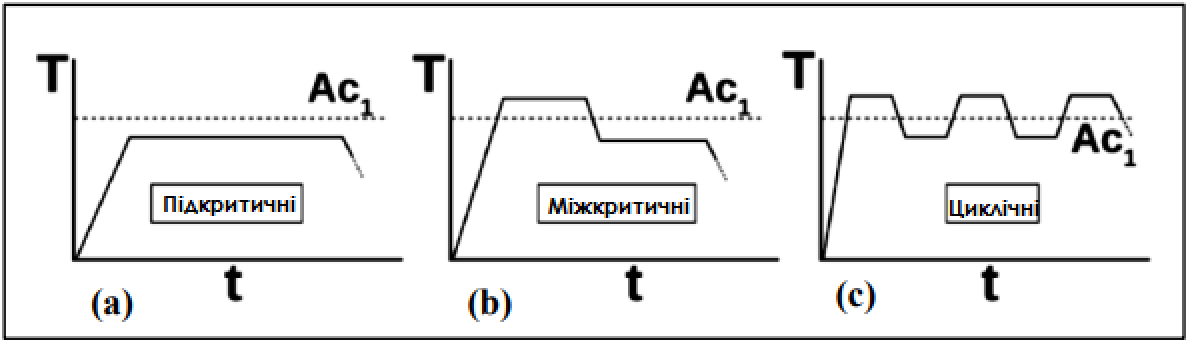 T
Ac₁
Підкритичні
t
(a)
T
Ac₁
Міжкритичні
t
(b)
T
Ac₁
Циклічні
t
(c)